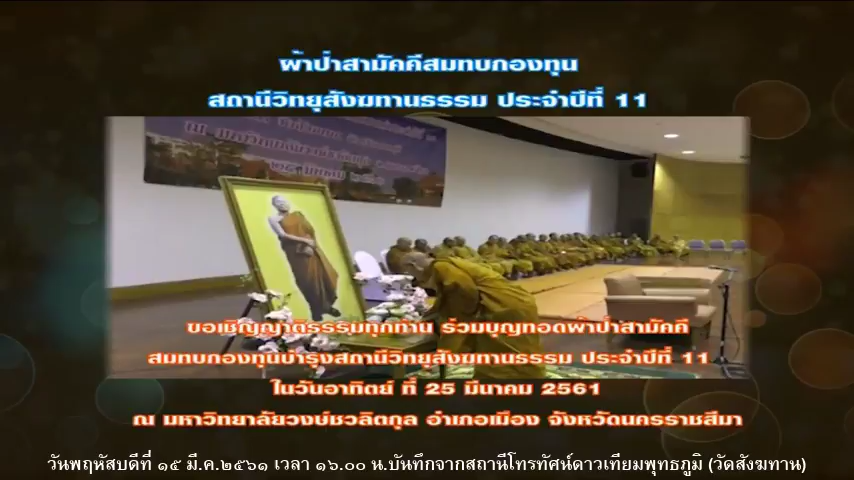 ผ้าป่าสามัคคีสมทบกองทุน
สถานีวิทยุสังฆทานธรรม ประจำปีที่ 11
ขอเชิญญาติธรรมทุกท่าน ร่วมบุญทอดผ้าป่าสามัคคี
สมทบกองทุนบำรุงสถานีวิทยุสังฆทานธรรม ประจำปีที่ 11
ในวันอาทิตย์ ที่ 25 มีนาคม 2561
ณ มหาวิทยาลัยวงษ์ชวลิตกุล อำเภอเมือง จังหวัดนครราชสีมา
วันพฤหัสบดีที่ ๑๕ มี.ค.๒๕๖๑ เวลา ๑๖.๐๐ น.บันทึกจากสถานีโทรทัศน์ดาวเทียมพุทธภูมิ (วัดสังฆทาน)